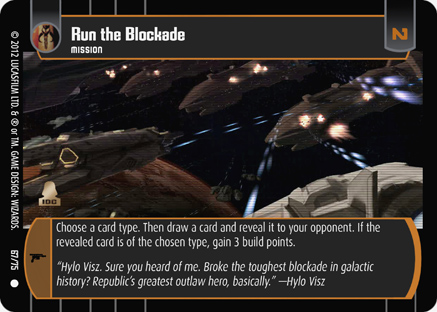 Run the Blockade
MISSION
N
© 2012 LUCASFILM LTD. & ® OR TM. GAME DESIGN: WIZARDS.
67/75
100
Choose a card type. Then draw a card and reveal it to your opponent. If the
revealed card is of the chosen type, gain 3 build points.
“Hylo Visz. Sure you heard of me. Broke the toughest blockade in galactic
history? Republic's greatest outlaw hero, basically.” —Hylo Visz